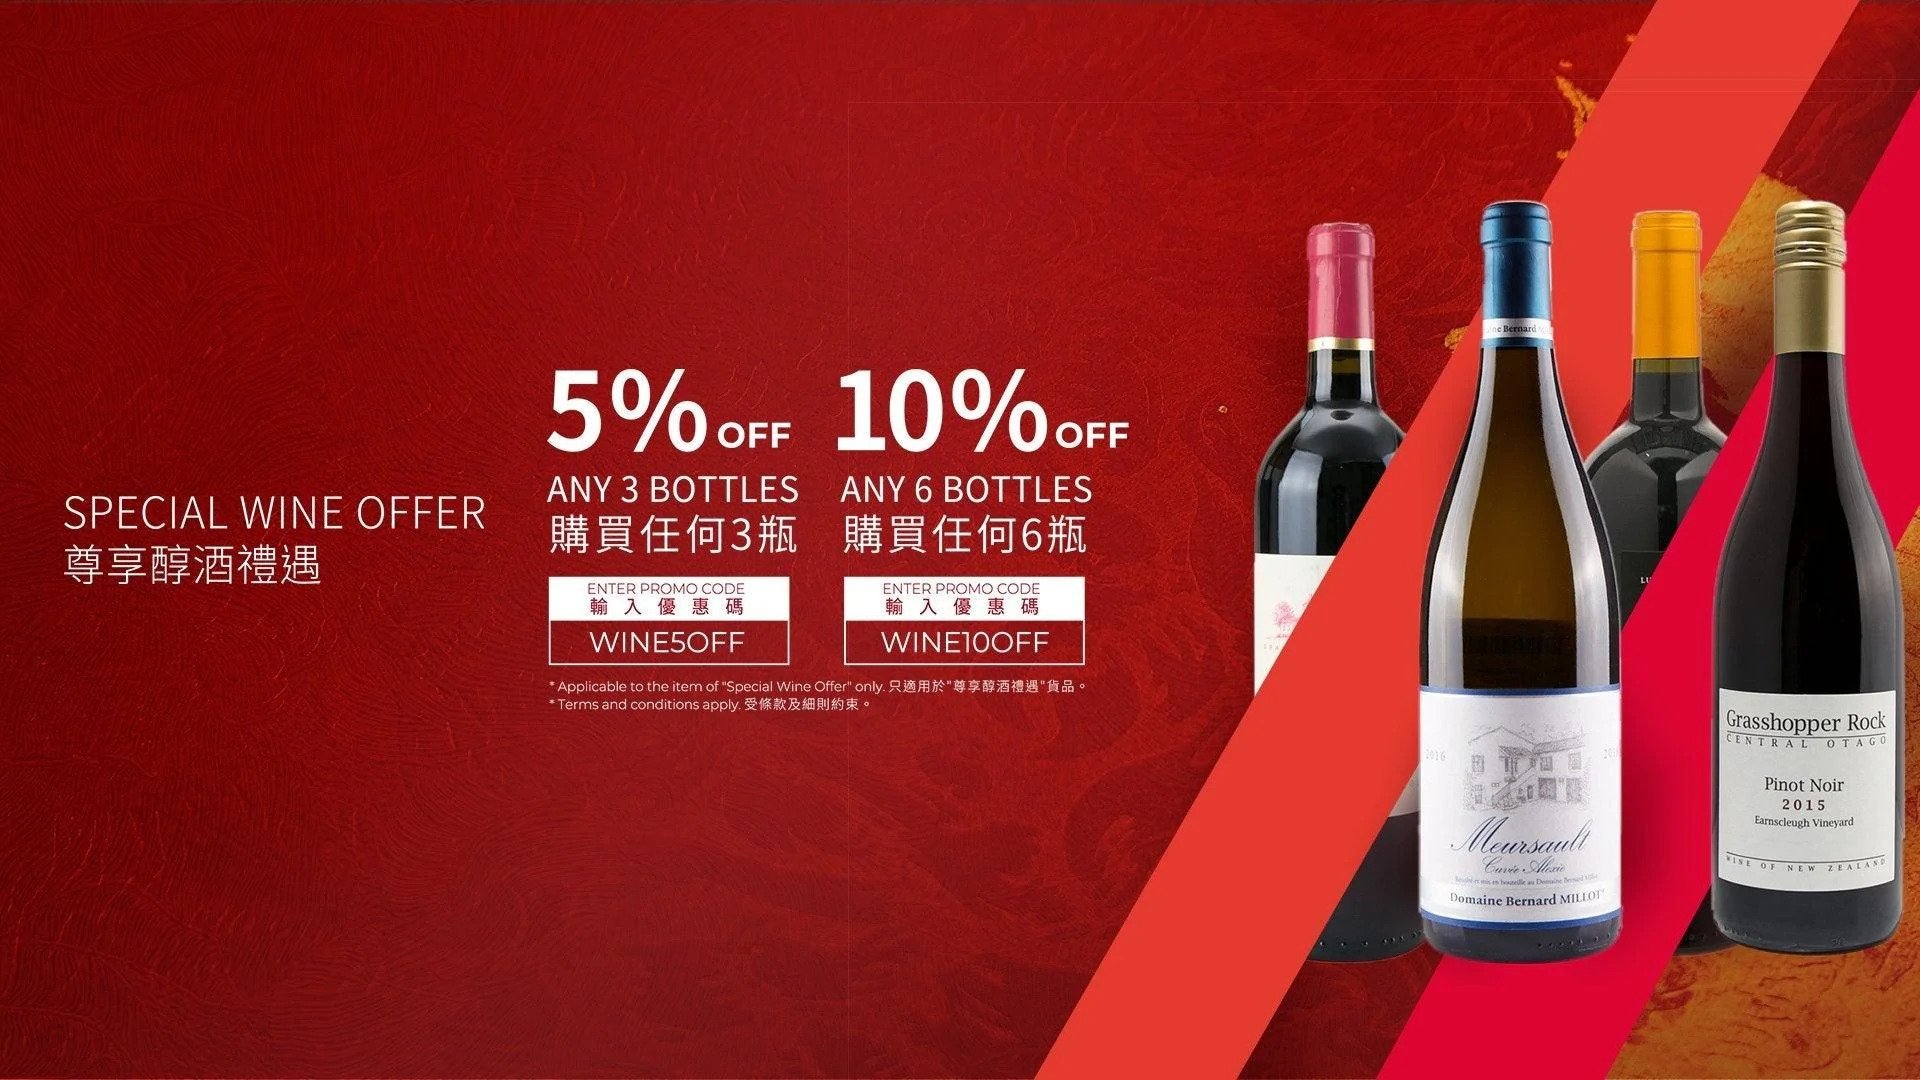 SPECIAL WINE OFFER
尊享醇酒禮遇
5% OFF
ANY 3 BOTTLES
購買任何3瓶
ENTER PROMO CODE
輸入優惠碼
WINE5OFF
10% OFF
ANY 6 BOTTLES
購買任何6瓶
ENTER PROMO CODE
輸入優惠碼
WINE10OFF
* Applicable to the item of "Special Wine Offer" only. 只適用於"尊享醇酒禮遇"貨品。
* Terms and conditions apply. 受條款及細則約束。
Bernard
2016
Meursault
Cuvée Alexie
Domaine Bernard MILLOT
Grasshopper Rock
CENTRAL OTAGO
Pinot Noir
2015
Earnscleugh Vineyard
WINE OF NEW ZEALAND